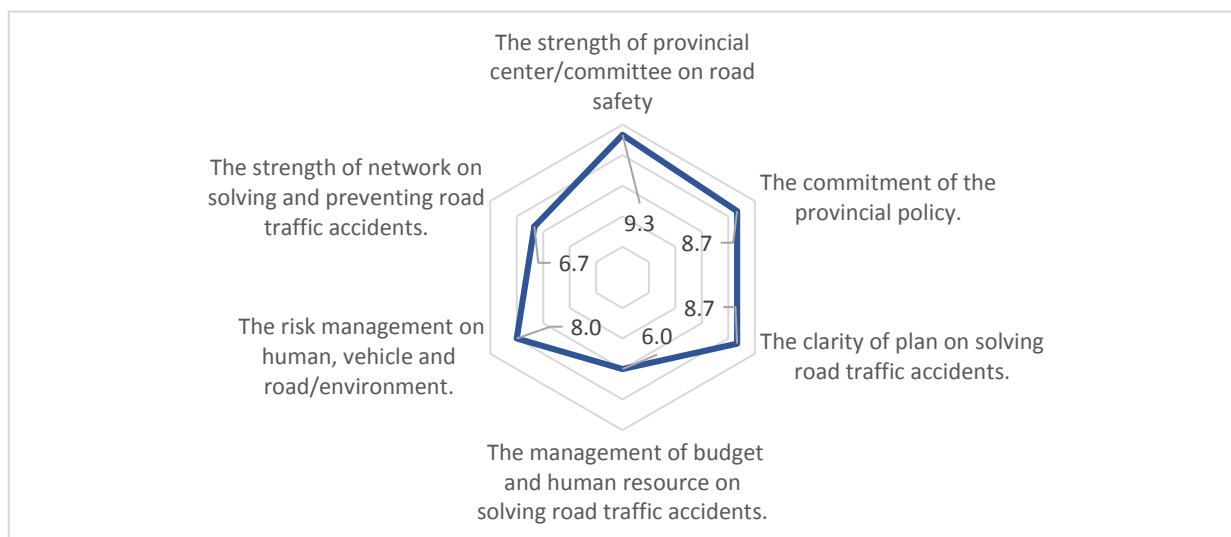 The strength of provincial
center/committee on road
safety
The strength of network on
solving and preventing road
traffic accidents.
The commitment of the
provincial policy.
9.3
8.7
6.7
8.7
8.0
6.0
The risk management on
human, vehicle and
road/environment.
The clarity of plan on solving
road traffic accidents.
The management of budget
and human resource on
solving road traffic accidents.